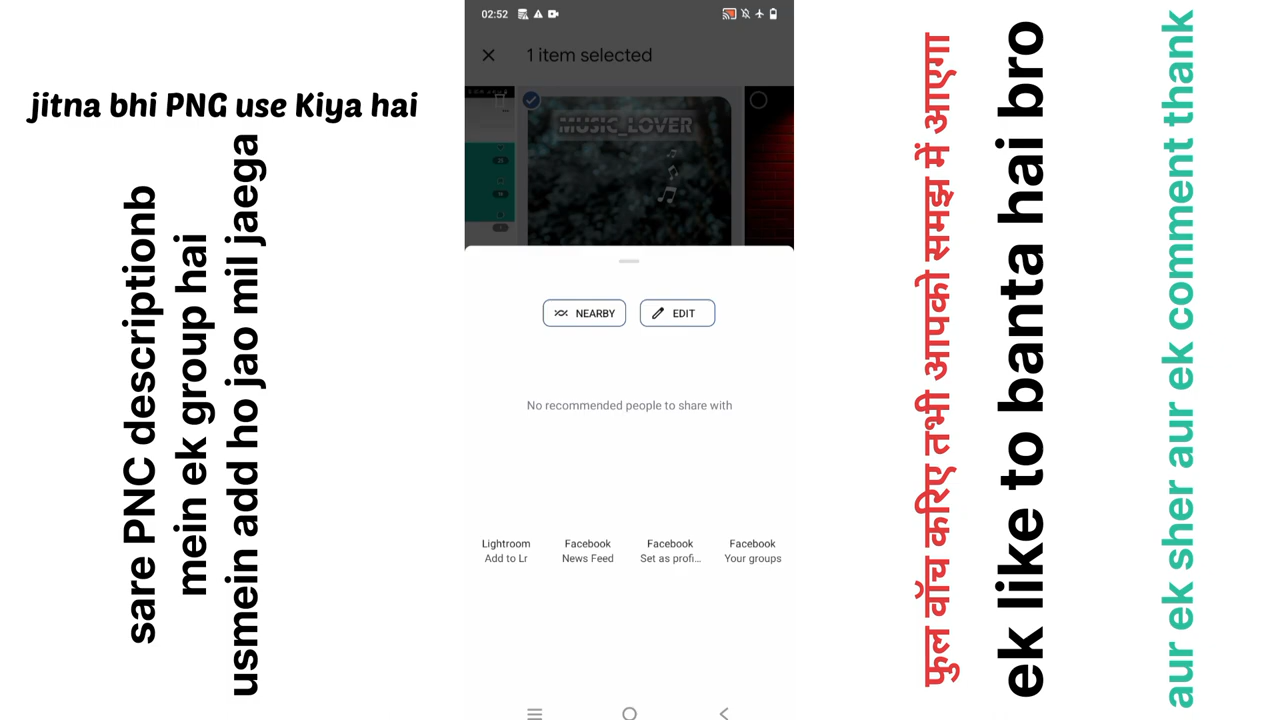 jitna bhi PNG use Kiya hai
sare PNC descriptionb
mein ek group hai
usmein add ho jao mil jaega
02:52
1 item selected
MUSIC_LOVER
NEARBY
EDIT
No recommended people to share with
Lightroom
Add to Lr
Facebook
News Feed
Facebook
Set as profi...
Facebook
Your groups
फुल वॉच करिए तभी आपको समझ में आएगा
ek like to banta hai bro
aur ek sher aur ek comment thank